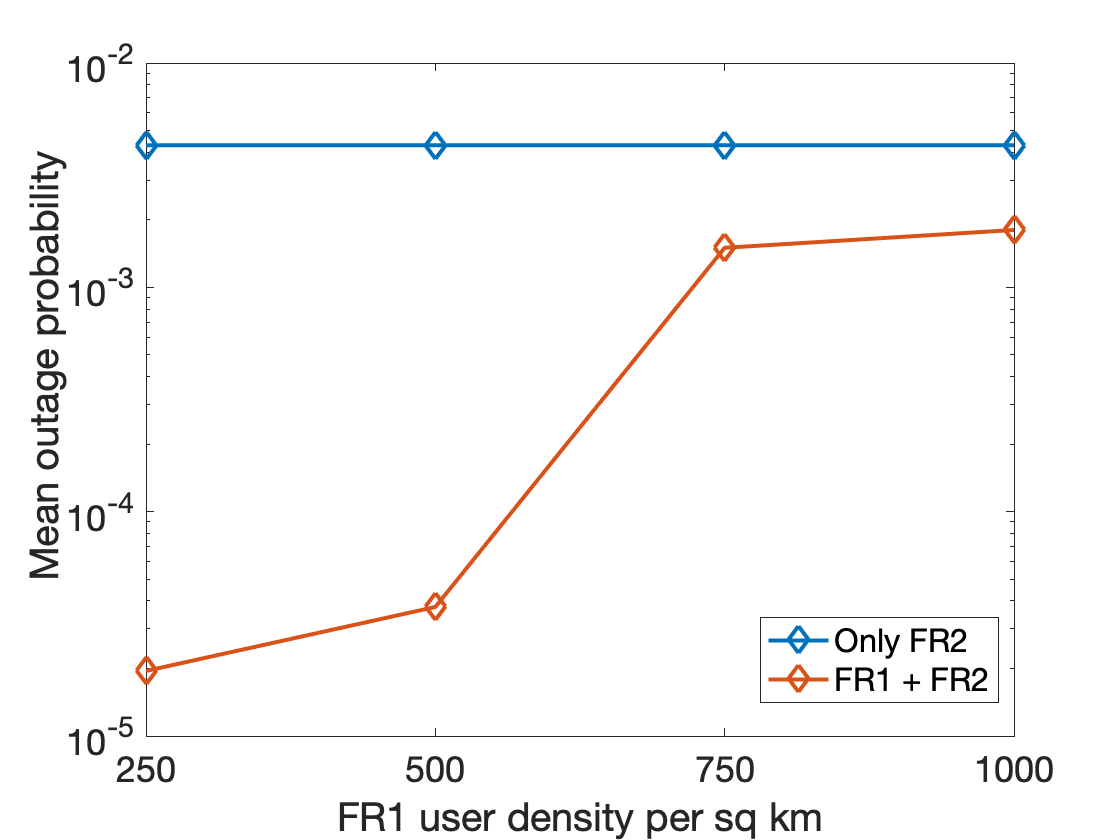 10^-2
10^-3
10^-4
10^-5
Mean outage probability
250 500 750 1000
FR1 user density per sq km
Only FR2
FR1 + FR2